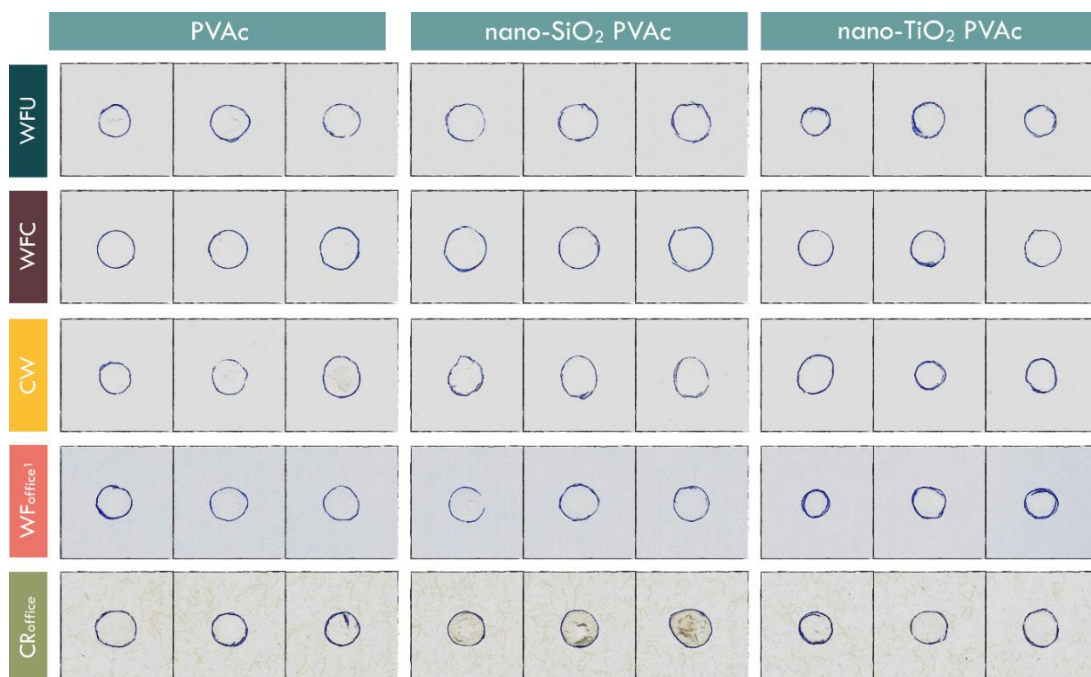 PVAc
nano-SiO₂ PVAc
nano-TiO₂ PVAc
WFU
WFC
CW
WFoffice¹
CRoffice